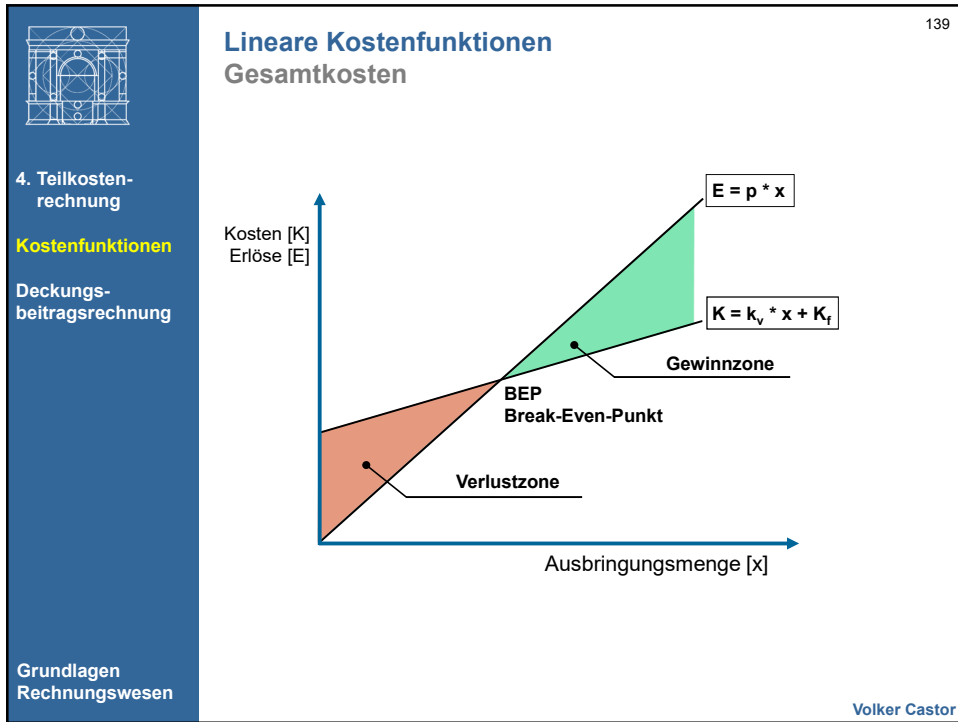 139
Lineare Kostenfunktionen
Gesamtkosten
4. Teilkosten-
rechnung
Kostenfunktionen
Deckungs-
beitragsrechnung
Kosten [K]
Erlöse [E]
E = p * x
K = kᵥ * x + K_f
Gewinnzone
BEP
Break-Even-Punkt
Verlustzone
Ausbringungsmenge [x]
Grundlagen
Rechnungswesen
Volker Castor